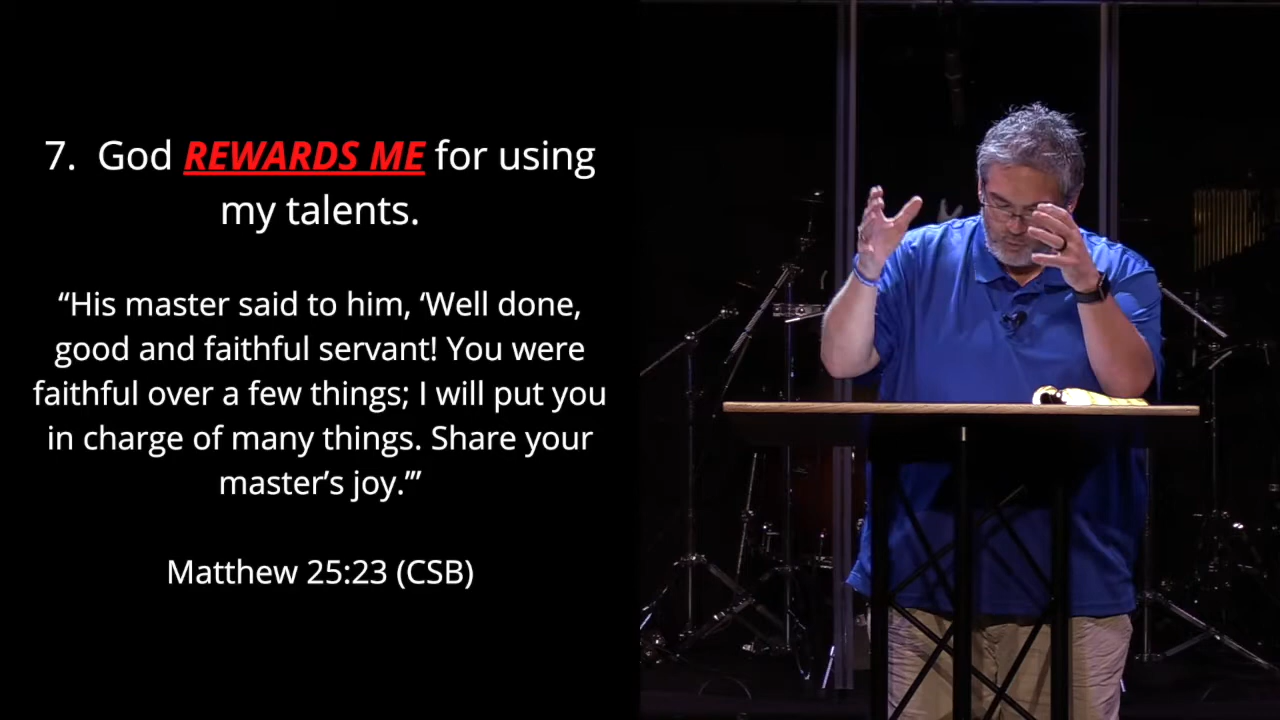 7. God REWARDS ME for using
my talents.
“His master said to him, ‘Well done,
good and faithful servant! You were
faithful over a few things; I will put you
in charge of many things. Share your
master’s joy.’”
Matthew 25:23 (CSB)